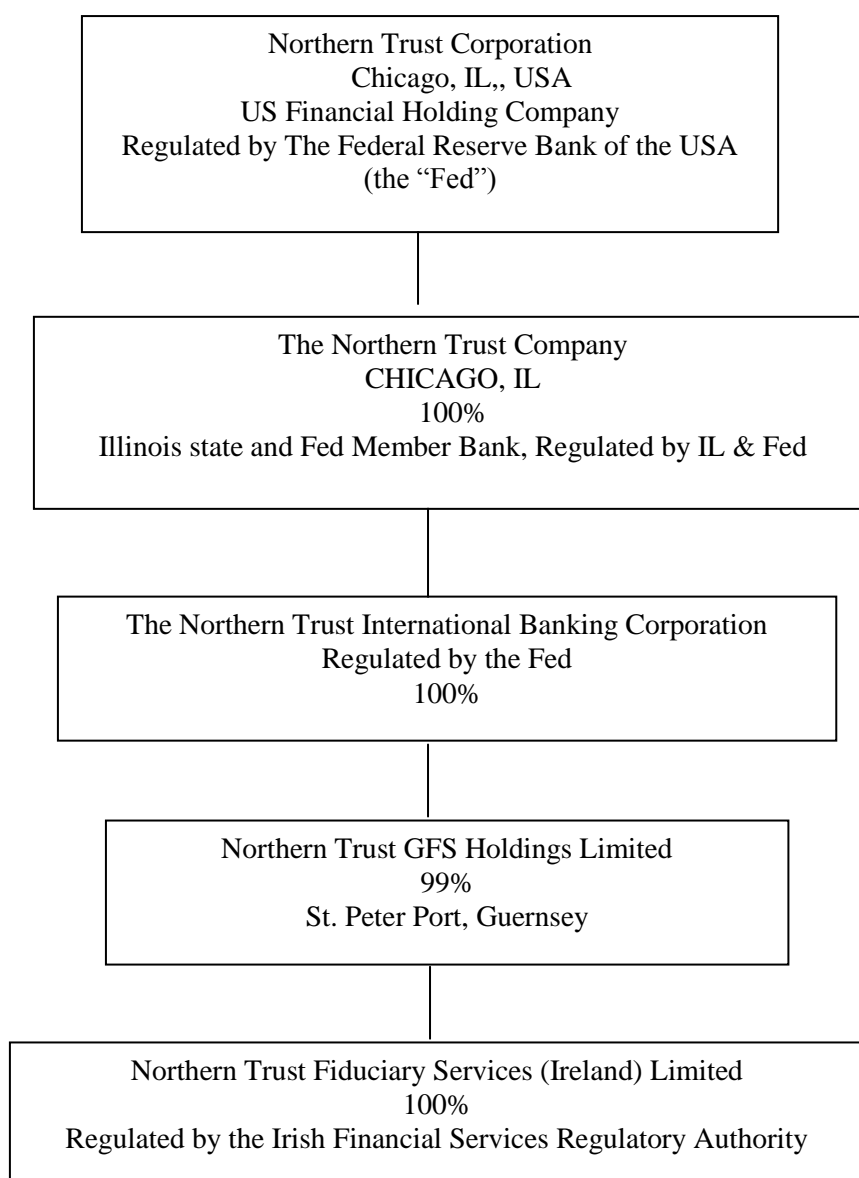 Northern Trust Corporation
Chicago, IL,, USA
US Financial Holding Company
Regulated by The Federal Reserve Bank of the USA
(the “Fed”)
The Northern Trust Company
CHICAGO, IL
100%
Illinois state and Fed Member Bank, Regulated by IL & Fed
The Northern Trust International Banking Corporation
Regulated by the Fed
100%
Northern Trust GFS Holdings Limited
99%
St. Peter Port, Guernsey
Northern Trust Fiduciary Services (Ireland) Limited
100%
Regulated by the Irish Financial Services Regulatory Authority